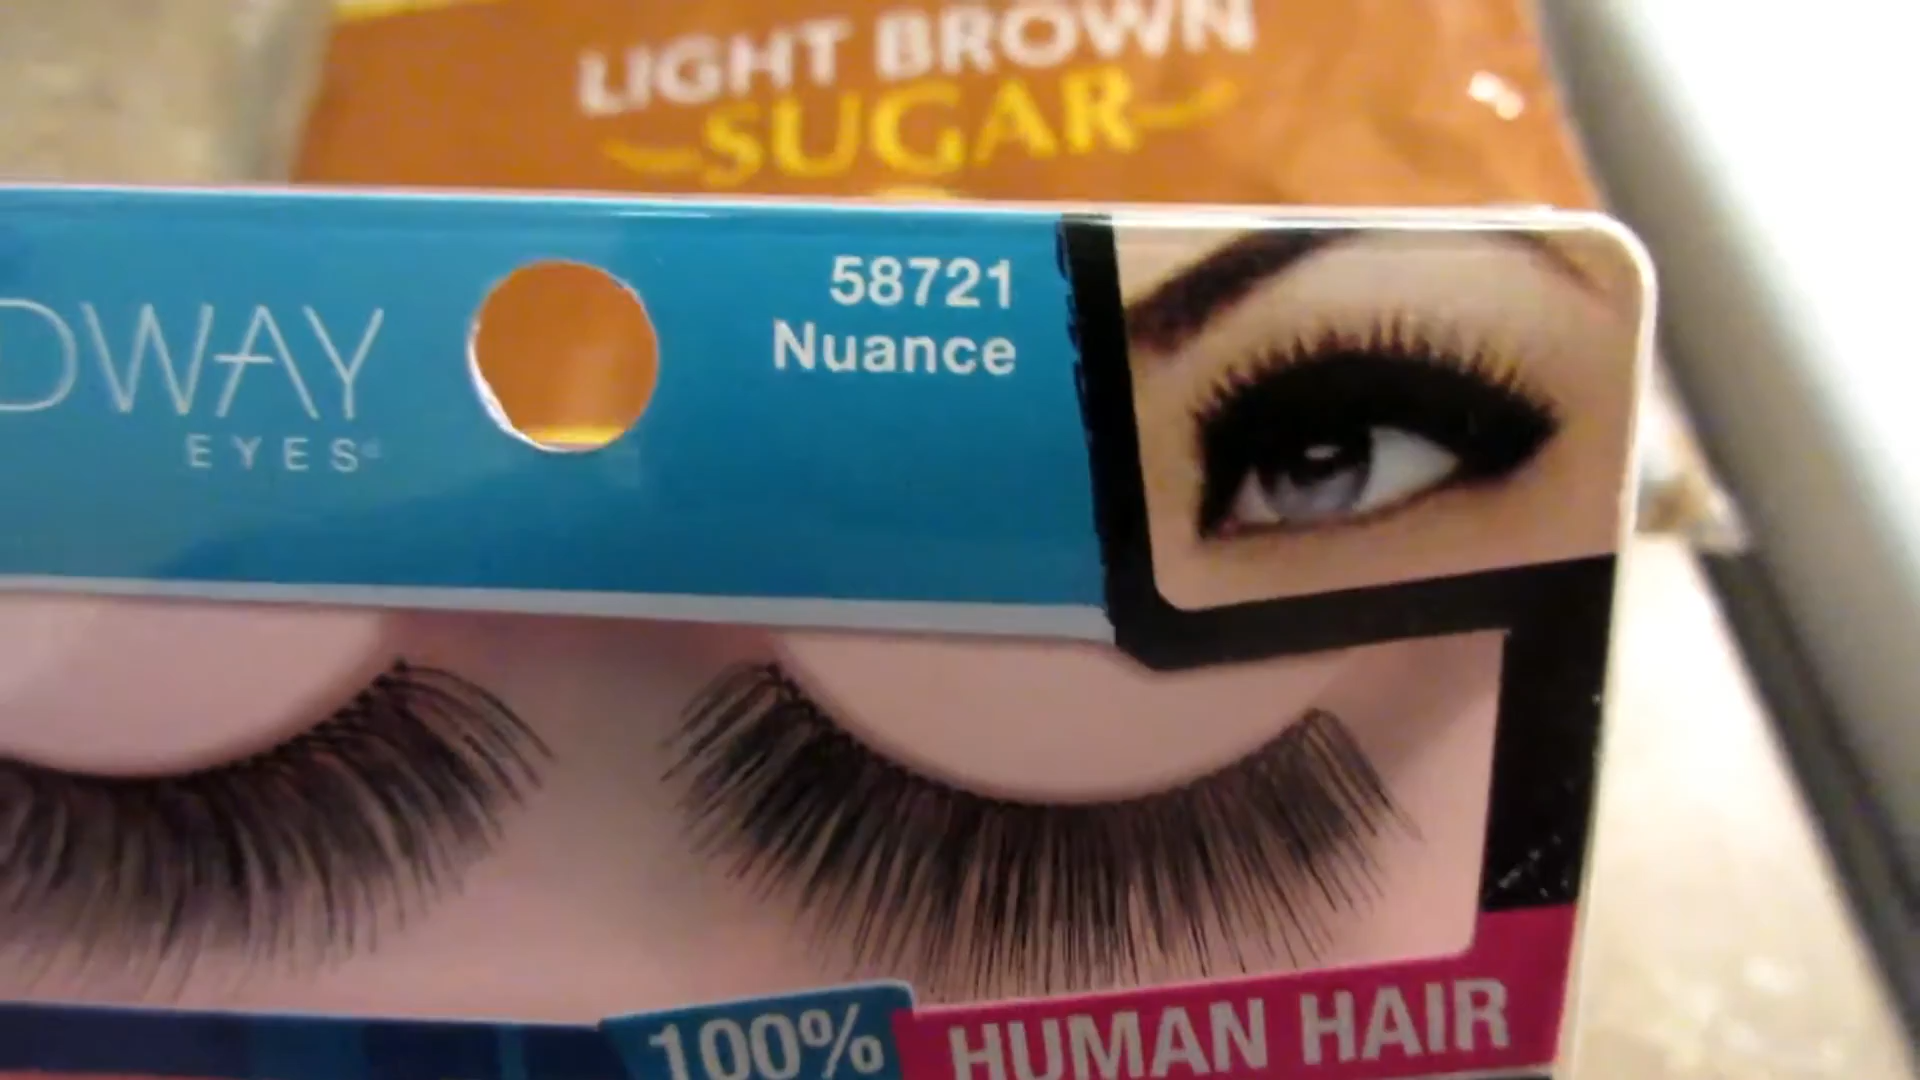 LIGHT BROWN
SUGAR
DWAY
EYES
58721
Nuance
100% HUMAN HAIR